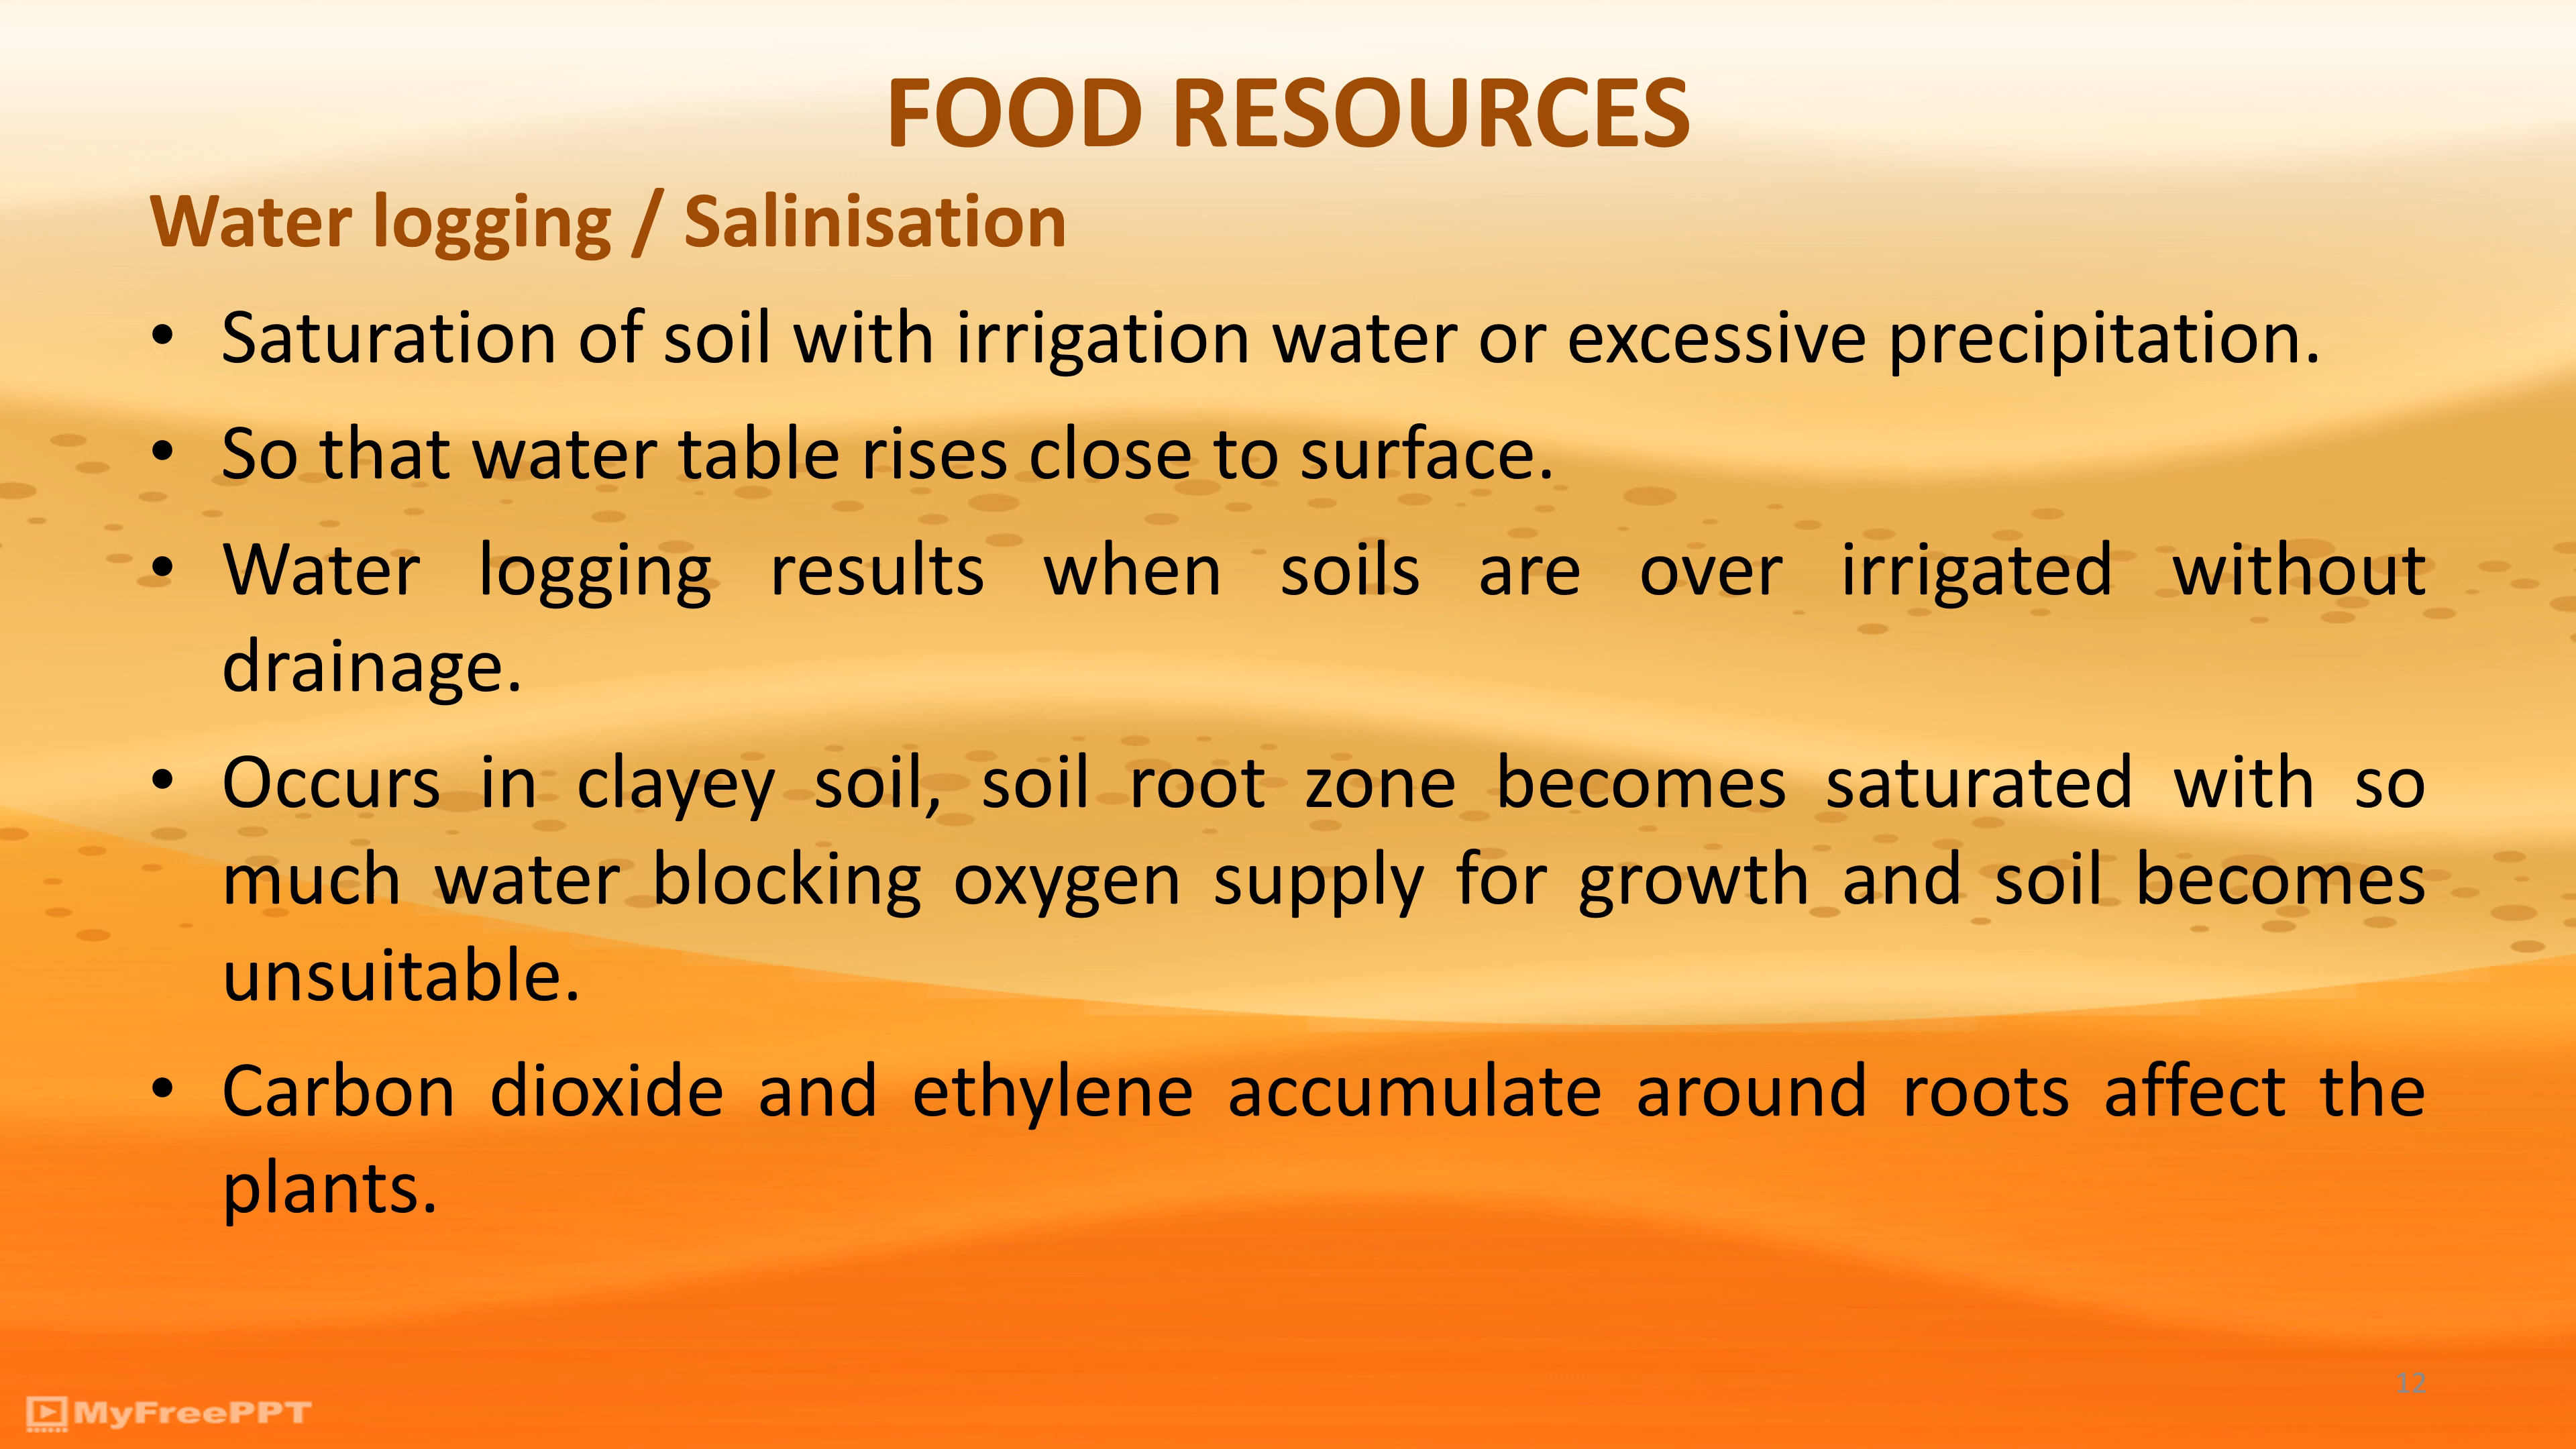 FOOD RESOURCES
Water logging / Salinisation
• Saturation of soil with irrigation water or excessive precipitation.
• So that water table rises close to surface.
• Water logging results when soils are over irrigated without
drainage.
• Occurs in clayey soil, soil root zone becomes saturated with so
much water blocking oxygen supply for growth and soil becomes
unsuitable.
• Carbon dioxide and ethylene accumulate around roots affect the
plants.
12
MyFreePPT